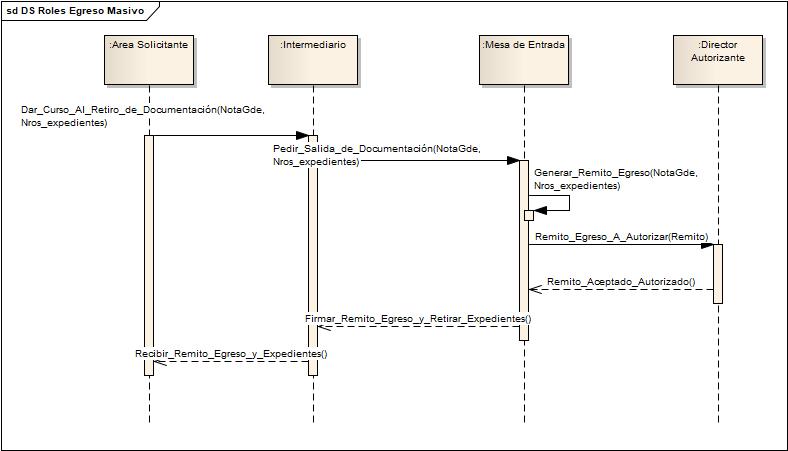 sd DS Roles Egreso Masivo
:Area Solicitante
:Intermediario
:Mesa de Entrada
:Director
Autorizante
Dar_Curso_Al_Retiro_de_Documentación(NotaGde,
Nros_expedientes)
Pedir_Salida_de_Documentación(NotaGde,
Nros_expedientes)
Generar_Remito_Egreso(NotaGde,
Nros_expedientes)
Remito_Egreso_A_Autorizar(Remito)
Remito_Aceptado_Autorizado()
Firmar_Remito_Egreso_y_Retirar_Expedientes()
Recibir_Remito_Egreso_y_Expedientes()